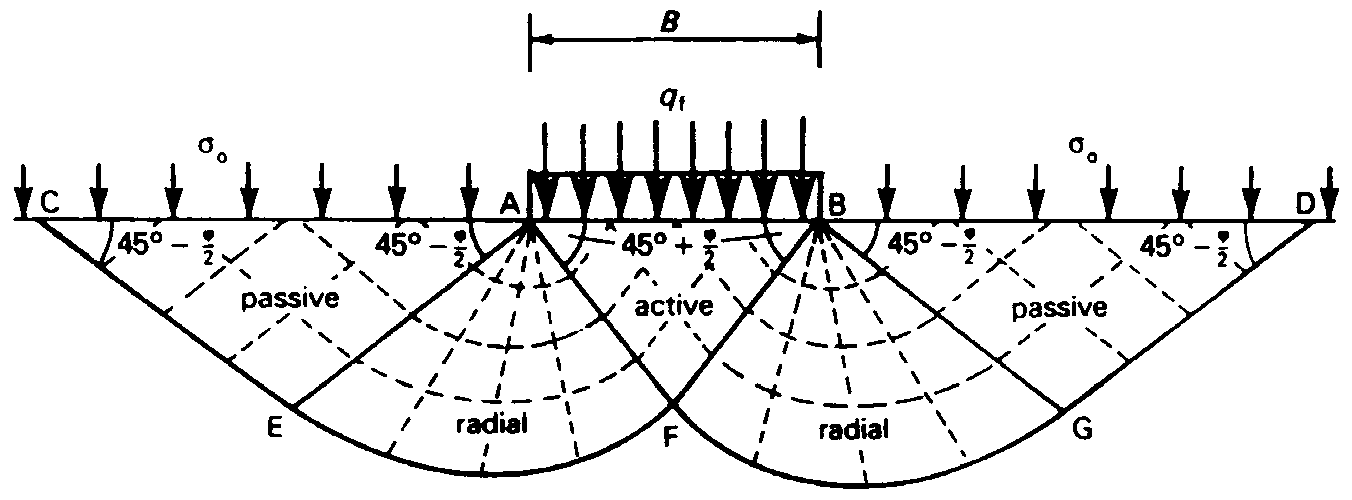 B
q_f
σ_o σ_o
C A B D
45° − φ/2 45° − φ/2 45° + φ/2 45° − φ/2 45° − φ/2
passive active passive
E radial F radial G